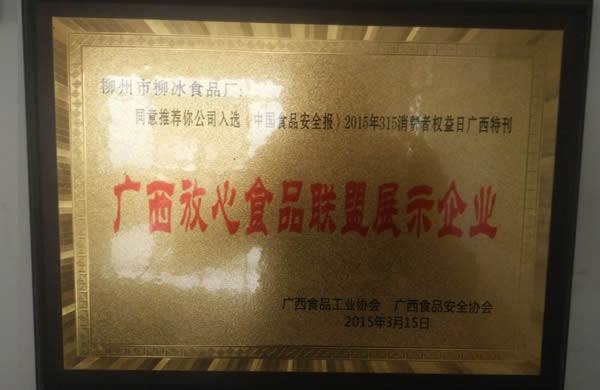 柳州市柳冰食品厂:
同意推荐你公司入选《中国食品安全报》2015年315消费者权益日广西特刊
广西放心食品联盟展示企业
广西食品工业协会 广西食品安全协会
2015年3月15日